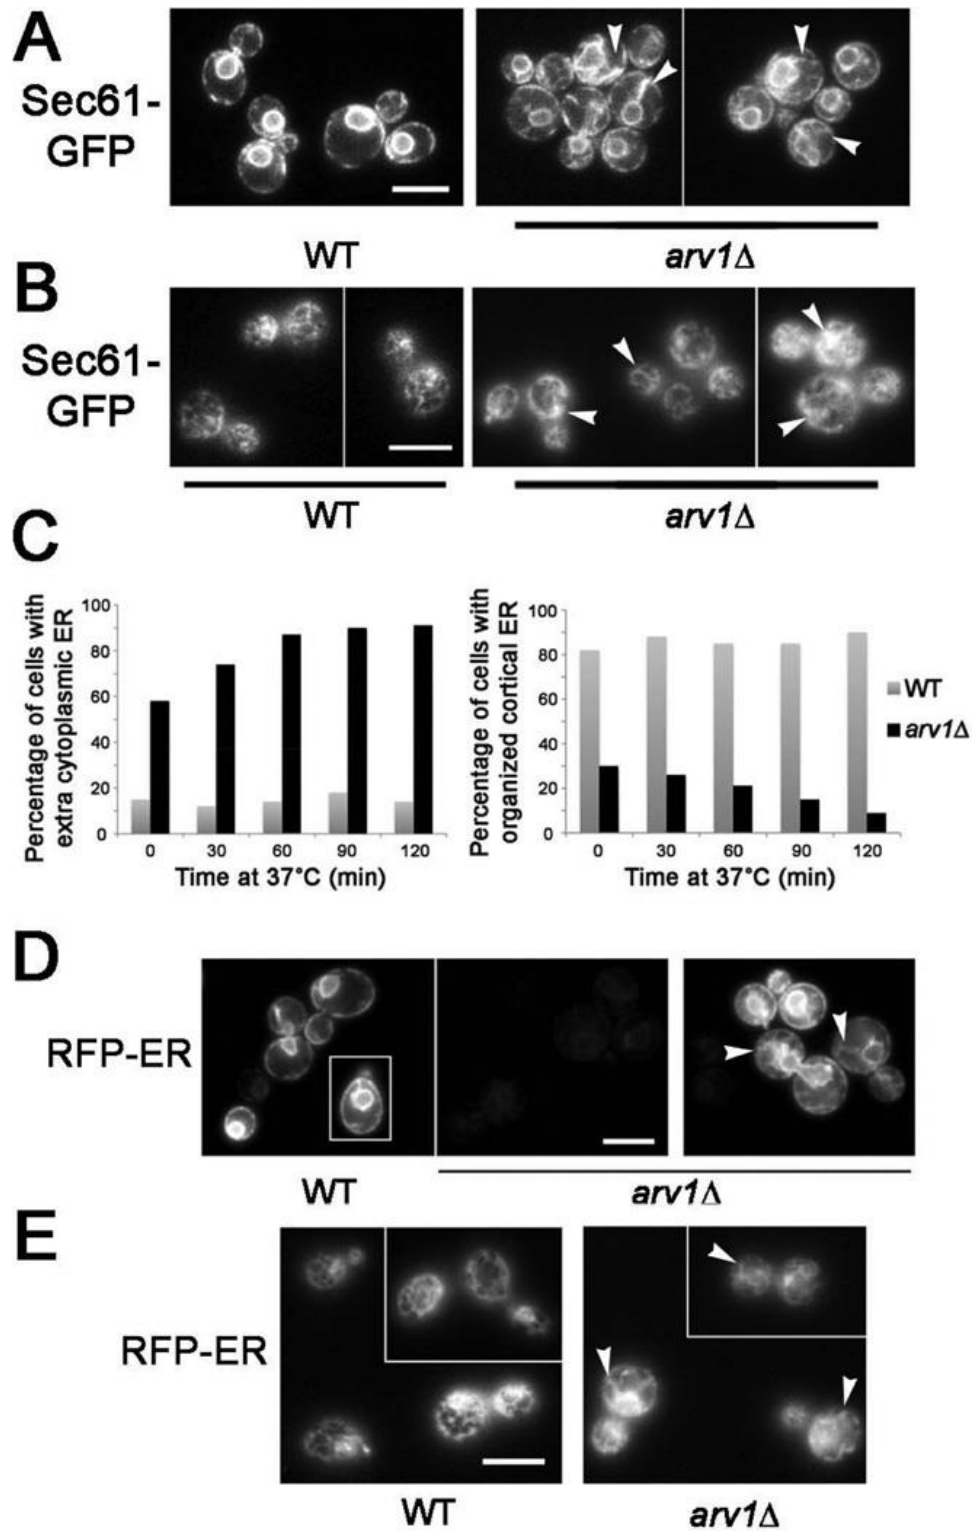 A
Sec61-
GFP
WT
arv1Δ
B
Sec61-
GFP
WT
arv1Δ
C
Percentage of cells with
extra cytoplasmic ER
100
80
60
40
20
0
0 30 60 90 120
Time at 37°C (min)
Percentage of cells with
organized cortical ER
100
80
60
40
20
0
0 30 60 90 120
Time at 37°C (min)
WT
arv1Δ
D
RFP-ER
WT
arv1Δ
E
RFP-ER
WT
arv1Δ